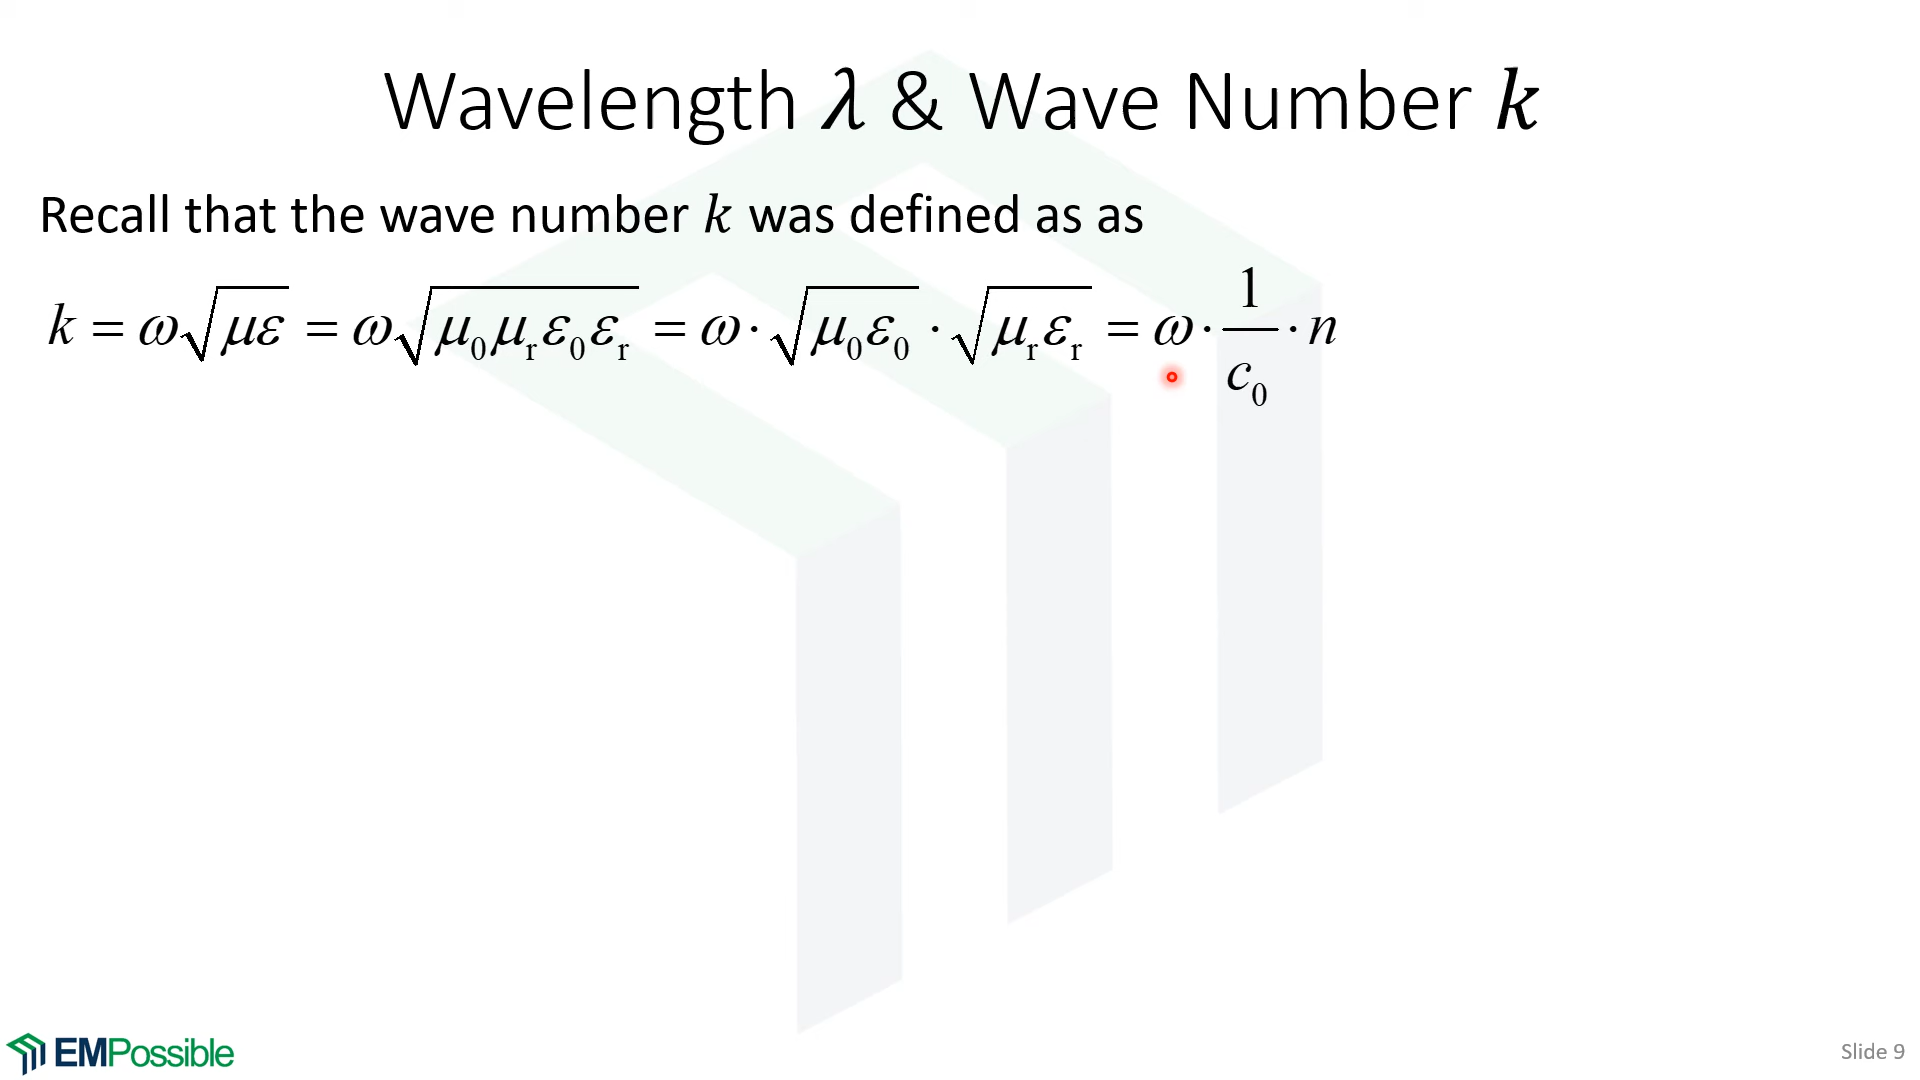 Wavelength λ & Wave Number k
Recall that the wave number k was defined as as
k = ω√(με) = ω√(μ₀μᵣε₀εᵣ) = ω · √(μ₀ε₀) · √(μᵣεᵣ) = ω · 1/c₀ · n
EMPossible
Slide 9